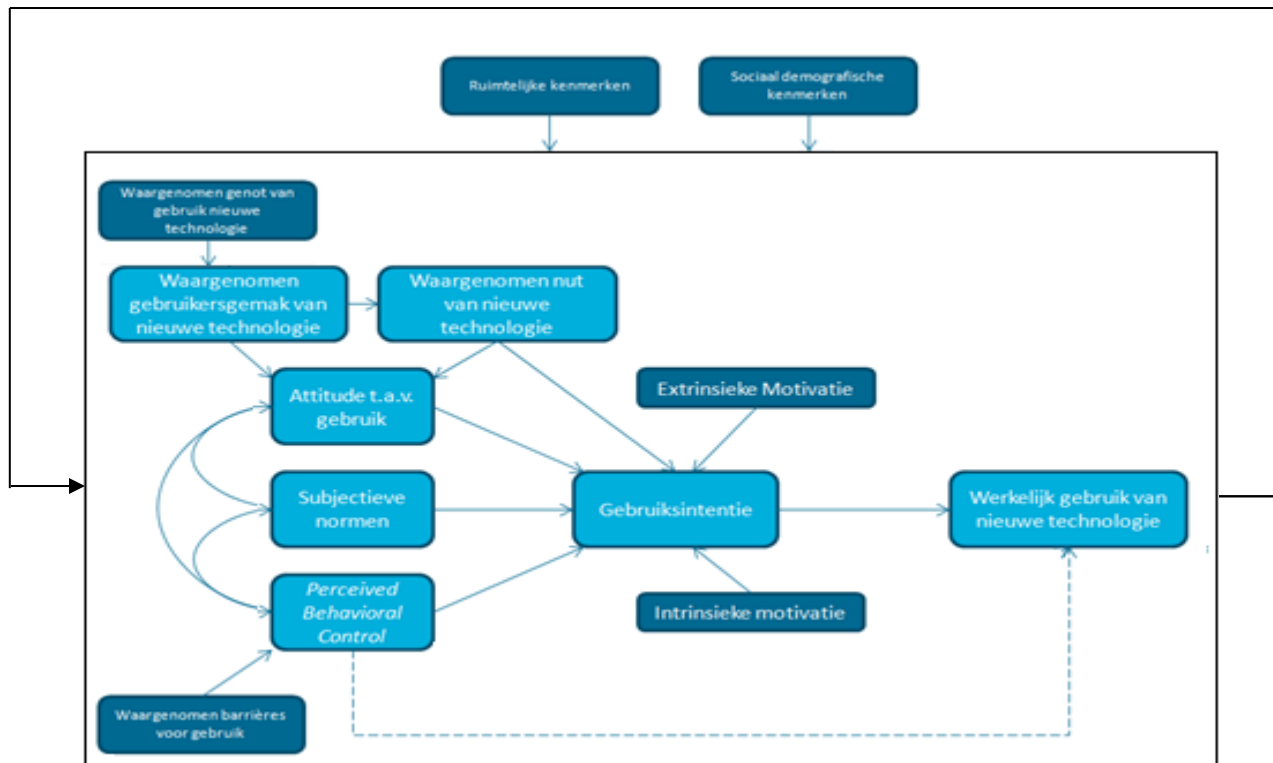 Ruimtelijke kenmerken
Sociaal demografische
kenmerken
Waargenomen genot van
gebruik nieuwe
technologie
Waargenomen
gebruikersgemak van
nieuwe technologie
Waargenomen nut
van nieuwe
technologie
Extrinsieke Motivatie
Attitude t.a.v.
gebruik
Subjectieve
normen
Gebruiksintentie
Werkelijk gebruik van
nieuwe technologie
Perceived
Behavioral
Control
Intrinsieke motivatie
Waargenomen barrières
voor gebruik